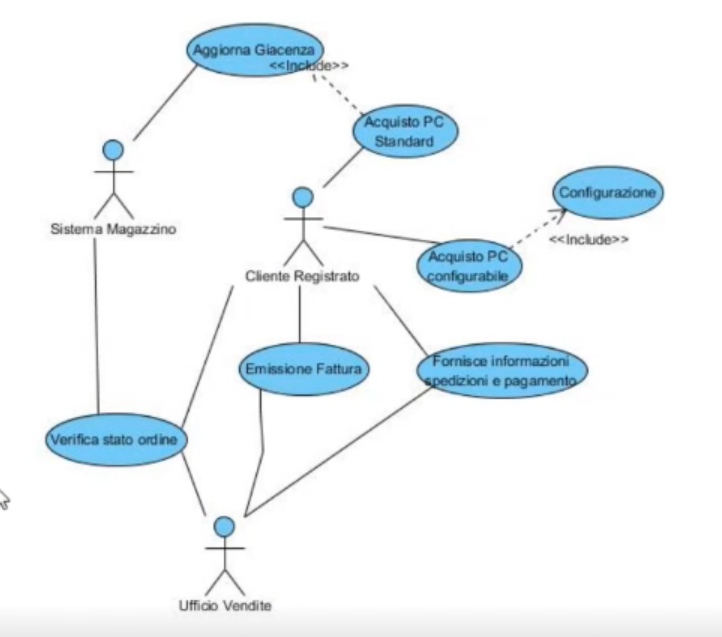 Aggiorna Giacenza
<<Include>>
Acquisto PC
Standard
Configurazione
Sistema Magazzino
<<Include>>
Acquisto PC
configurabile
Cliente Registrato
Emissione Fattura
Fornisce informazioni
spedizioni e pagamento
Verifica stato ordine
Ufficio Vendite